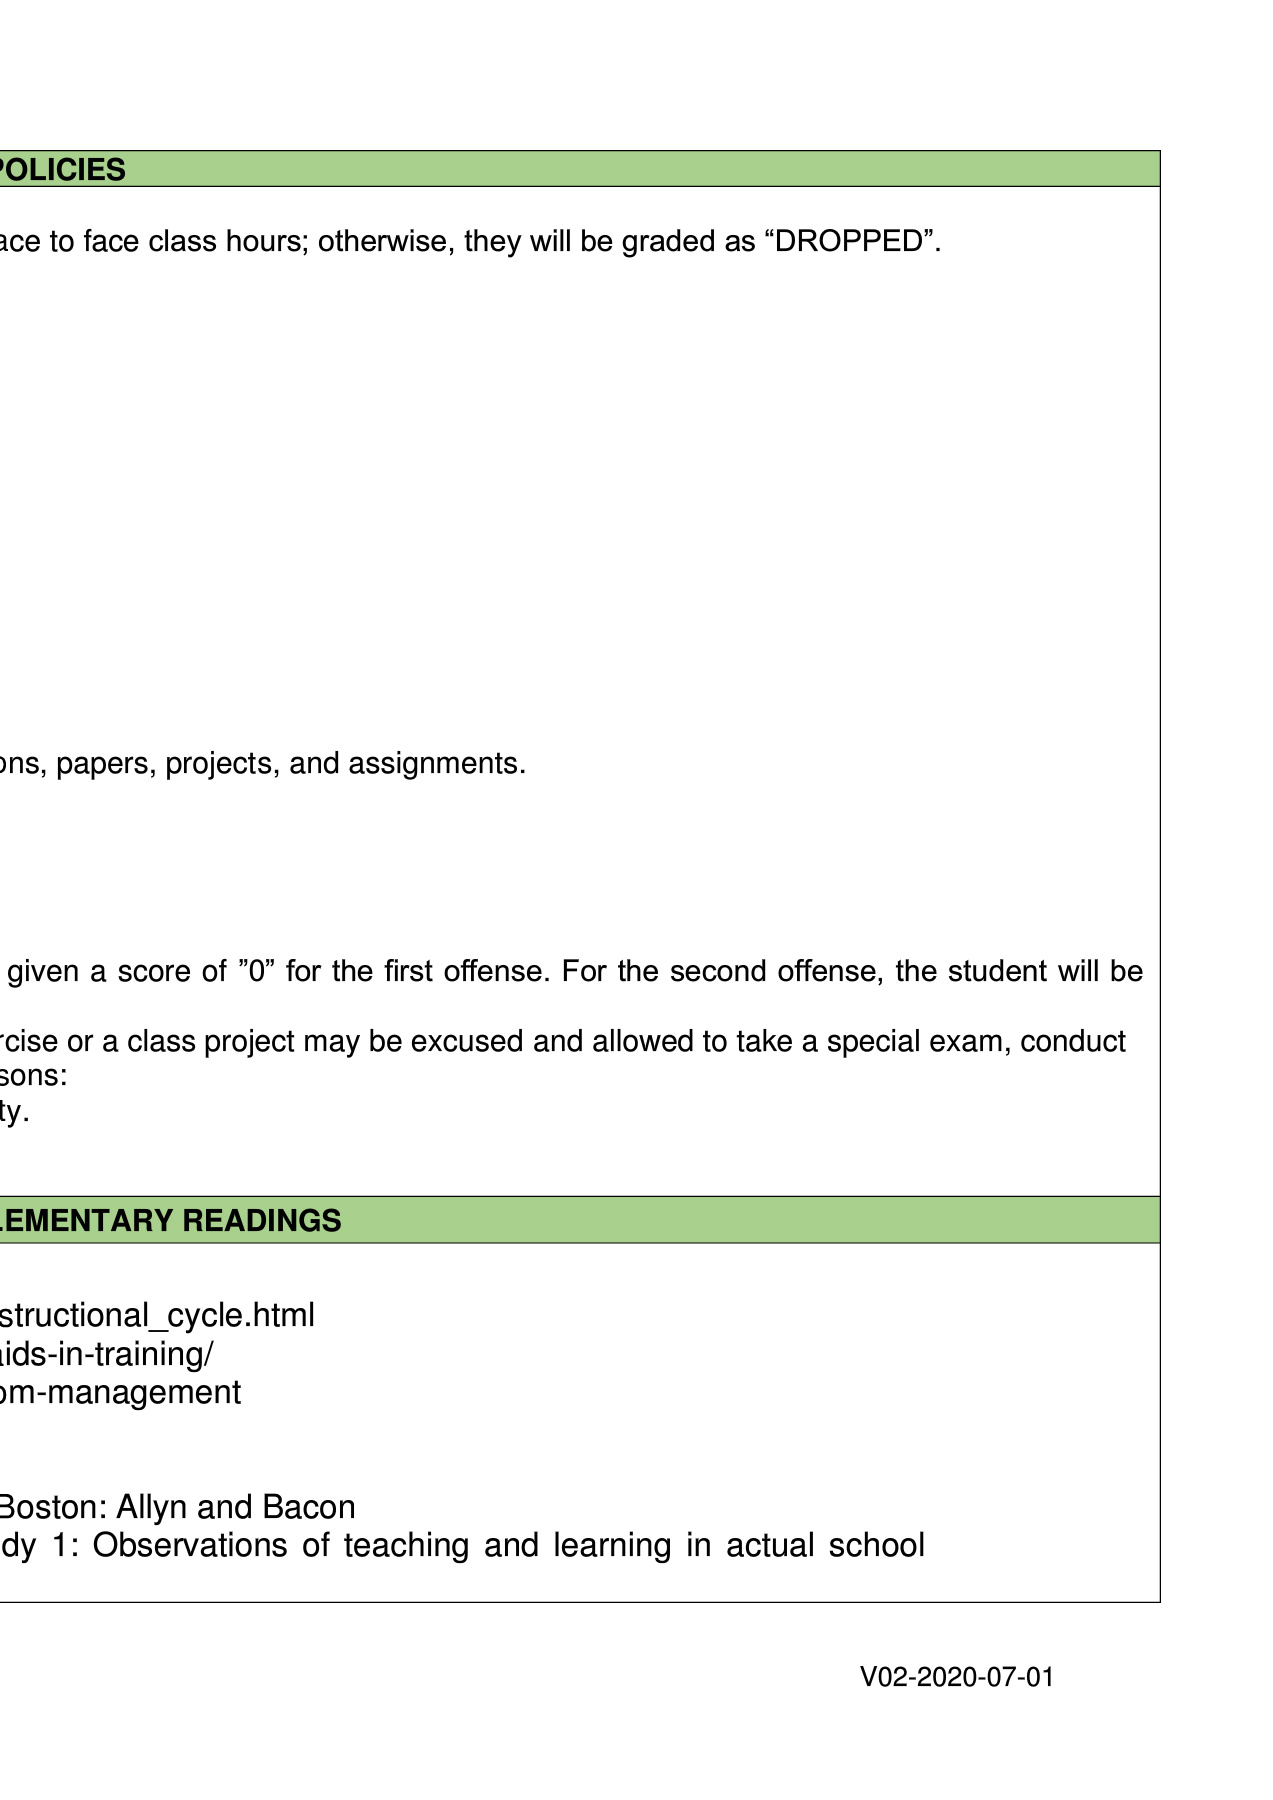 POLICIES
ace to face class hours; otherwise, they will be graded as “DROPPED”.
ons, papers, projects, and assignments.
given a score of ”0” for the first offense. For the second offense, the student will be
rcise or a class project may be excused and allowed to take a special exam, conduct
sons:
ty.
LEMENTARY READINGS
structional_cycle.html
aids-in-training/
om-management
Boston: Allyn and Bacon
dy 1: Observations of teaching and learning in actual school
V02-2020-07-01